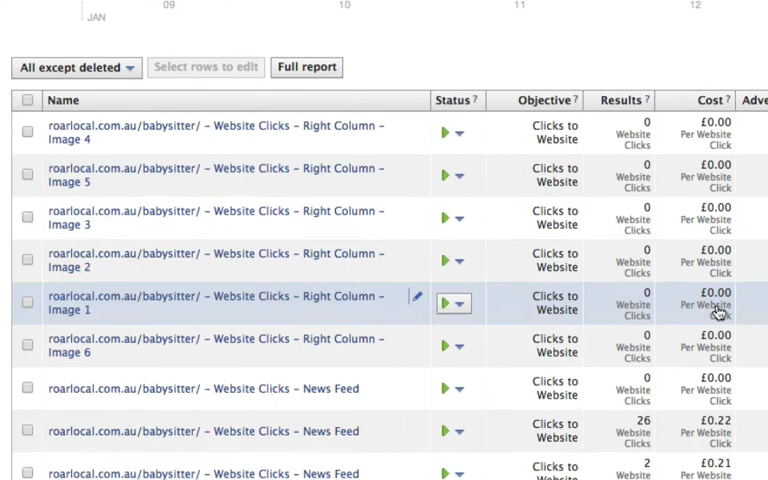 09 10 11 12
JAN
All except deleted Select rows to edit Full report
Name Status ? Objective ? Results ? Cost ? Adve
roarlocal.com.au/babysitter/ – Website Clicks – Right Column – Image 4 Clicks to Website 0 Website Clicks £0.00 Per Website Click
roarlocal.com.au/babysitter/ – Website Clicks – Right Column – Image 5 Clicks to Website 0 Website Clicks £0.00 Per Website Click
roarlocal.com.au/babysitter/ – Website Clicks – Right Column – Image 3 Clicks to Website 0 Website Clicks £0.00 Per Website Click
roarlocal.com.au/babysitter/ – Website Clicks – Right Column – Image 2 Clicks to Website 0 Website Clicks £0.00 Per Website Click
roarlocal.com.au/babysitter/ – Website Clicks – Right Column – Image 1 Clicks to Website 0 Website Clicks £0.00 Per Website Click
roarlocal.com.au/babysitter/ – Website Clicks – Right Column – Image 6 Clicks to Website 0 Website Clicks £0.00 Per Website Click
roarlocal.com.au/babysitter/ – Website Clicks – News Feed Clicks to Website 0 Website Clicks £0.00 Per Website Click
roarlocal.com.au/babysitter/ – Website Clicks – News Feed Clicks to Website 26 Website Clicks £0.22 Per Website Click
roarlocal.com.au/babysitter/ – Website Clicks – News Feed Clicks to Website 2 Website £0.21 Per Website